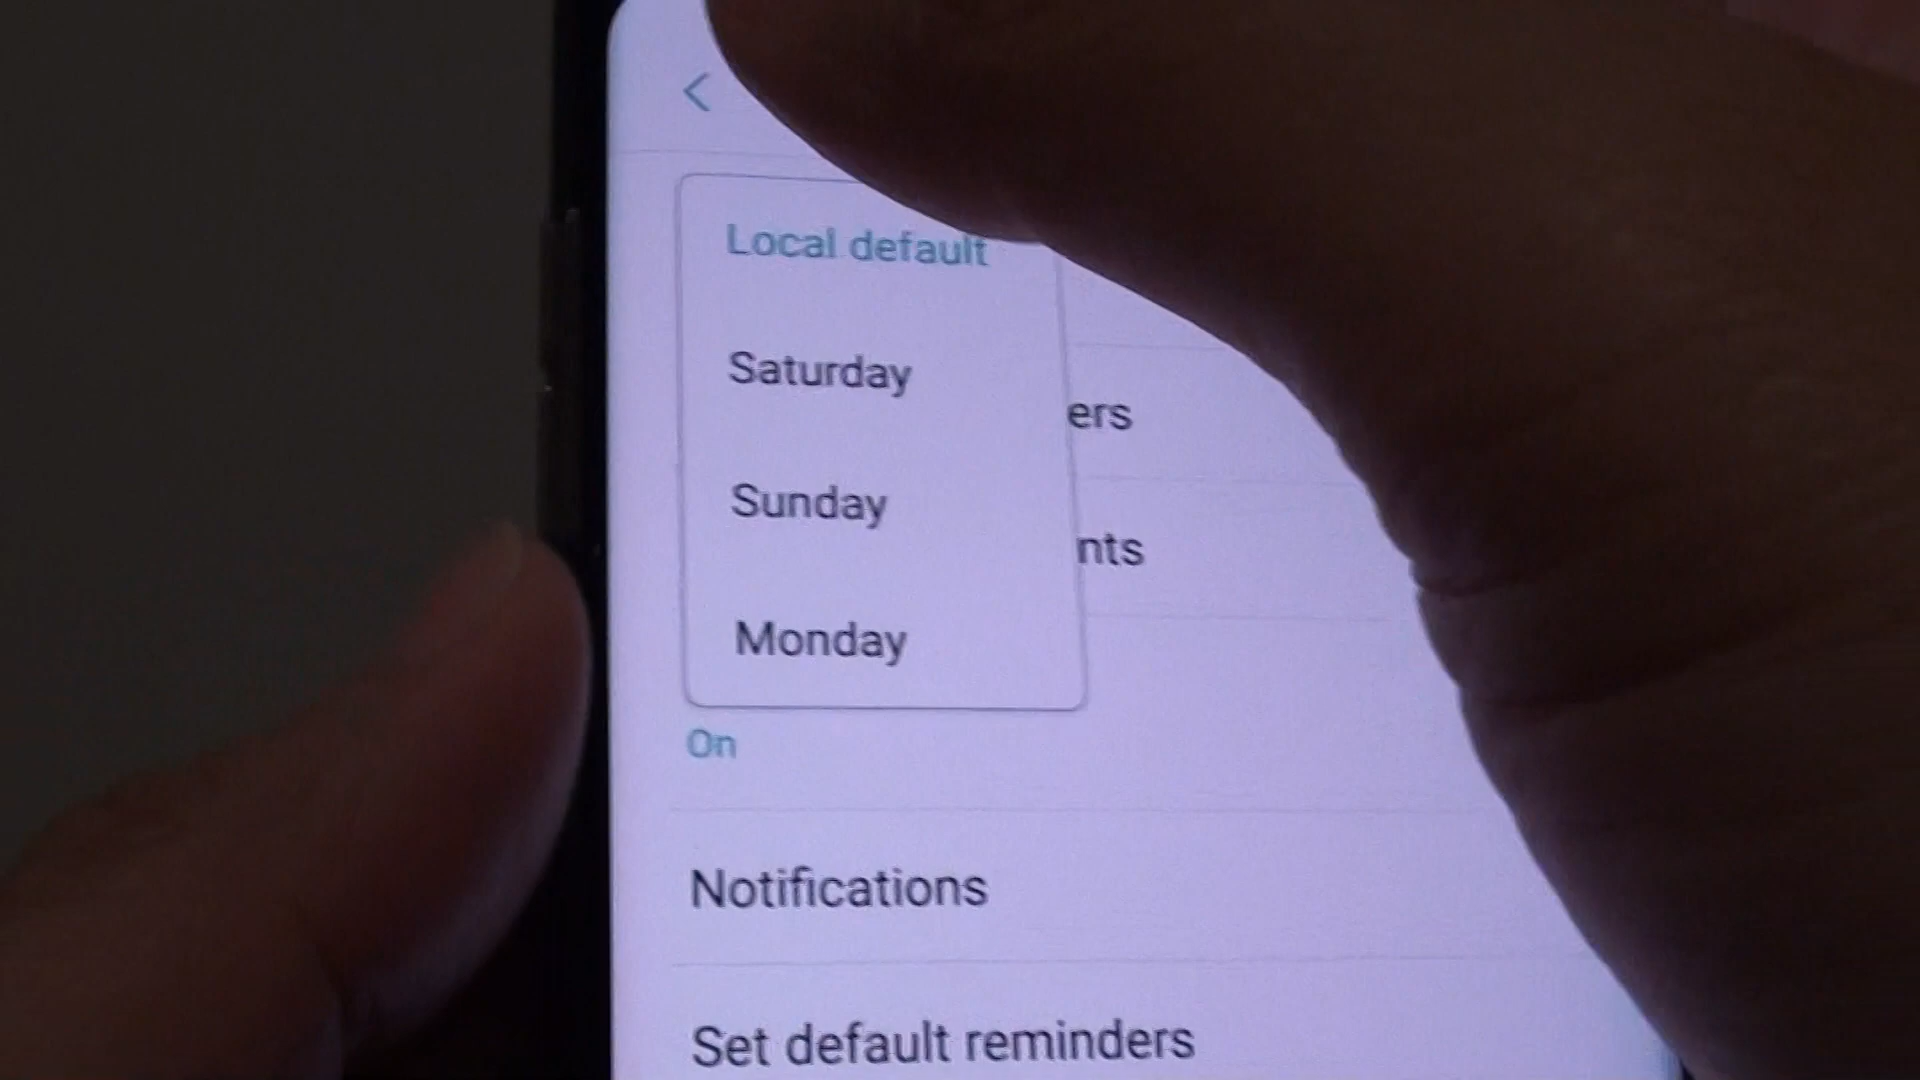 Local default
Saturday
ers
Sunday
nts
Monday
On
Notifications
Set default reminders